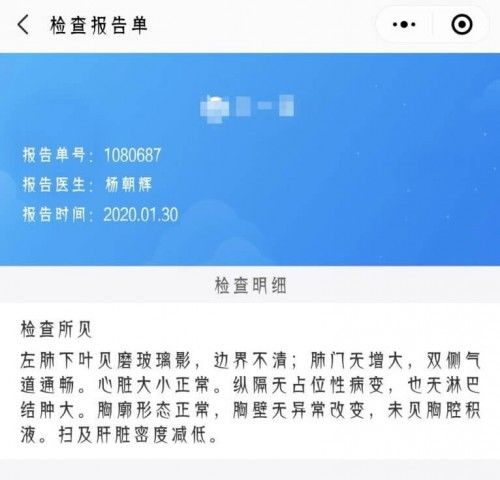 检查报告单
报告单号：1080687
报告医生：杨朝辉
报告时间：2020.01.30
检查明细
检查所见
左肺下叶见磨玻璃影，边界不清；肺门无增大，双侧气
道通畅。心脏大小正常。纵隔无占位性病变，也无淋巴
结肿大。胸廓形态正常，胸壁无异常改变，未见胸腔积
液。扫及肝脏密度减低。